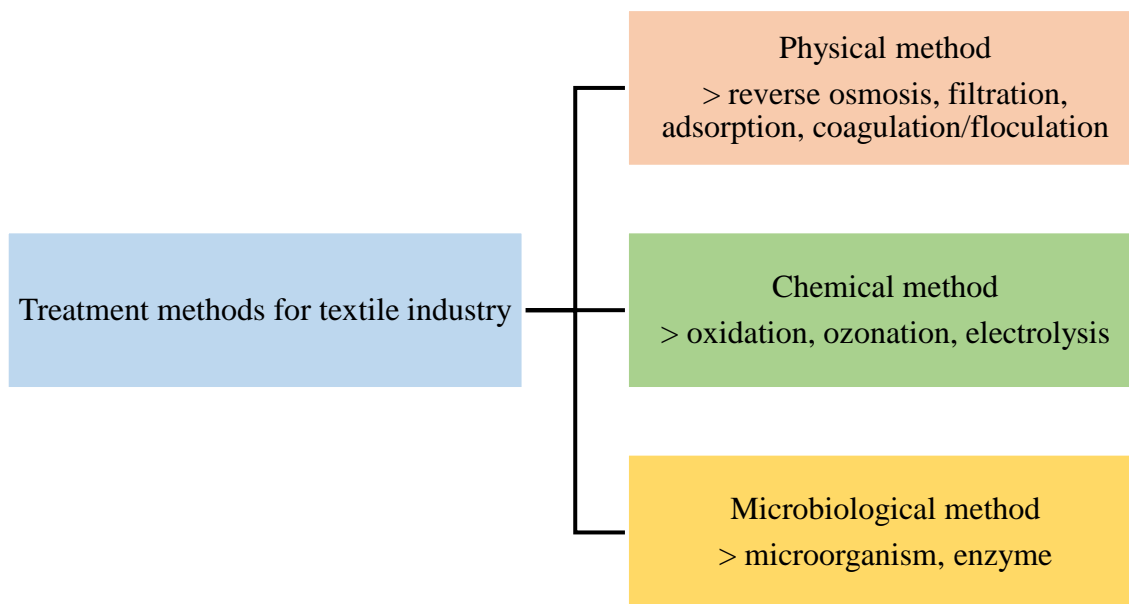 Physical method
> reverse osmosis, filtration,
adsorption, coagulation/floculation
Treatment methods for textile industry
Chemical method
> oxidation, ozonation, electrolysis
Microbiological method
> microorganism, enzyme